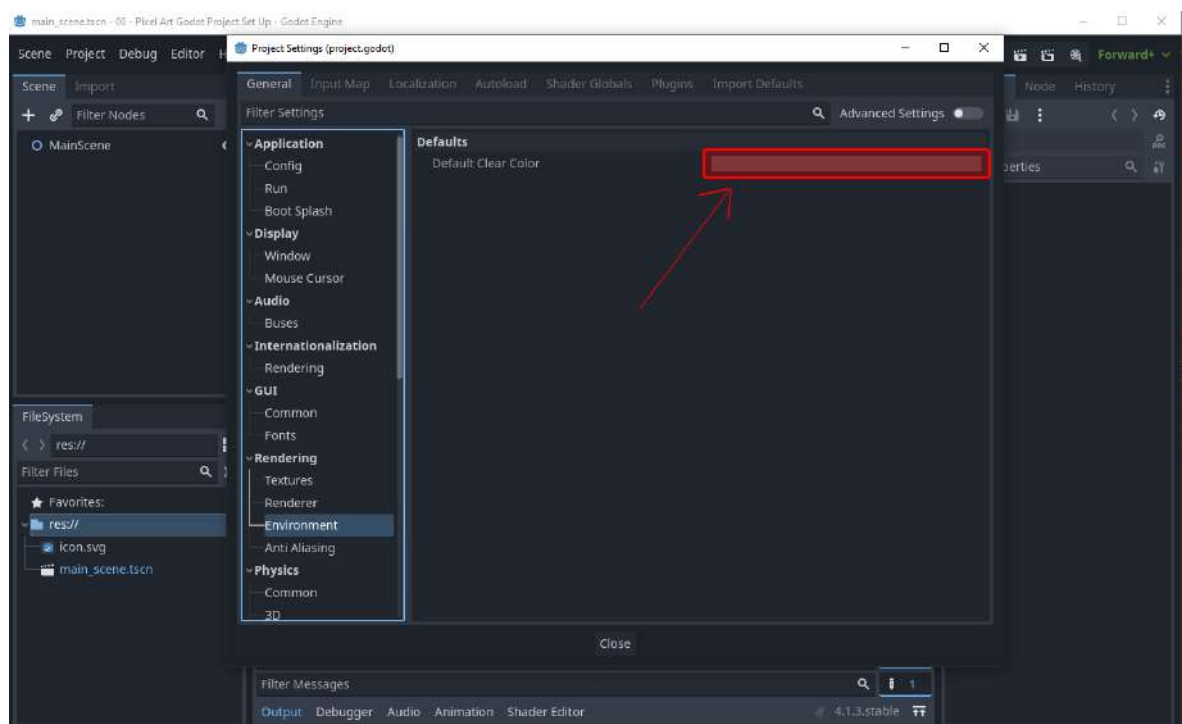 main_scene.tscn - 00 - Pixel Art Godot Project Set Up - Godot Engine
Scene Project Debug Editor H
Project Settings (project.godot)
Forward+
Scene Import
General Input Map Localization Autoload Shader Globals Plugins Import Defaults
Node History
Filter Nodes
Filter Settings
Advanced Settings
MainScene
Application
Config
Run
Boot Splash
Display
Window
Mouse Cursor
Audio
Buses
Internationalization
Rendering
GUI
Common
Fonts
Rendering
Textures
Renderer
Environment
Anti Aliasing
Physics
Common
3D
Defaults
Default Clear Color
perties
FileSystem
res://
Filter Files
Favorites:
res://
icon.svg
main_scene.tscn
Close
Filter Messages
1
Output Debugger Audio Animation Shader Editor
4.1.3.stable